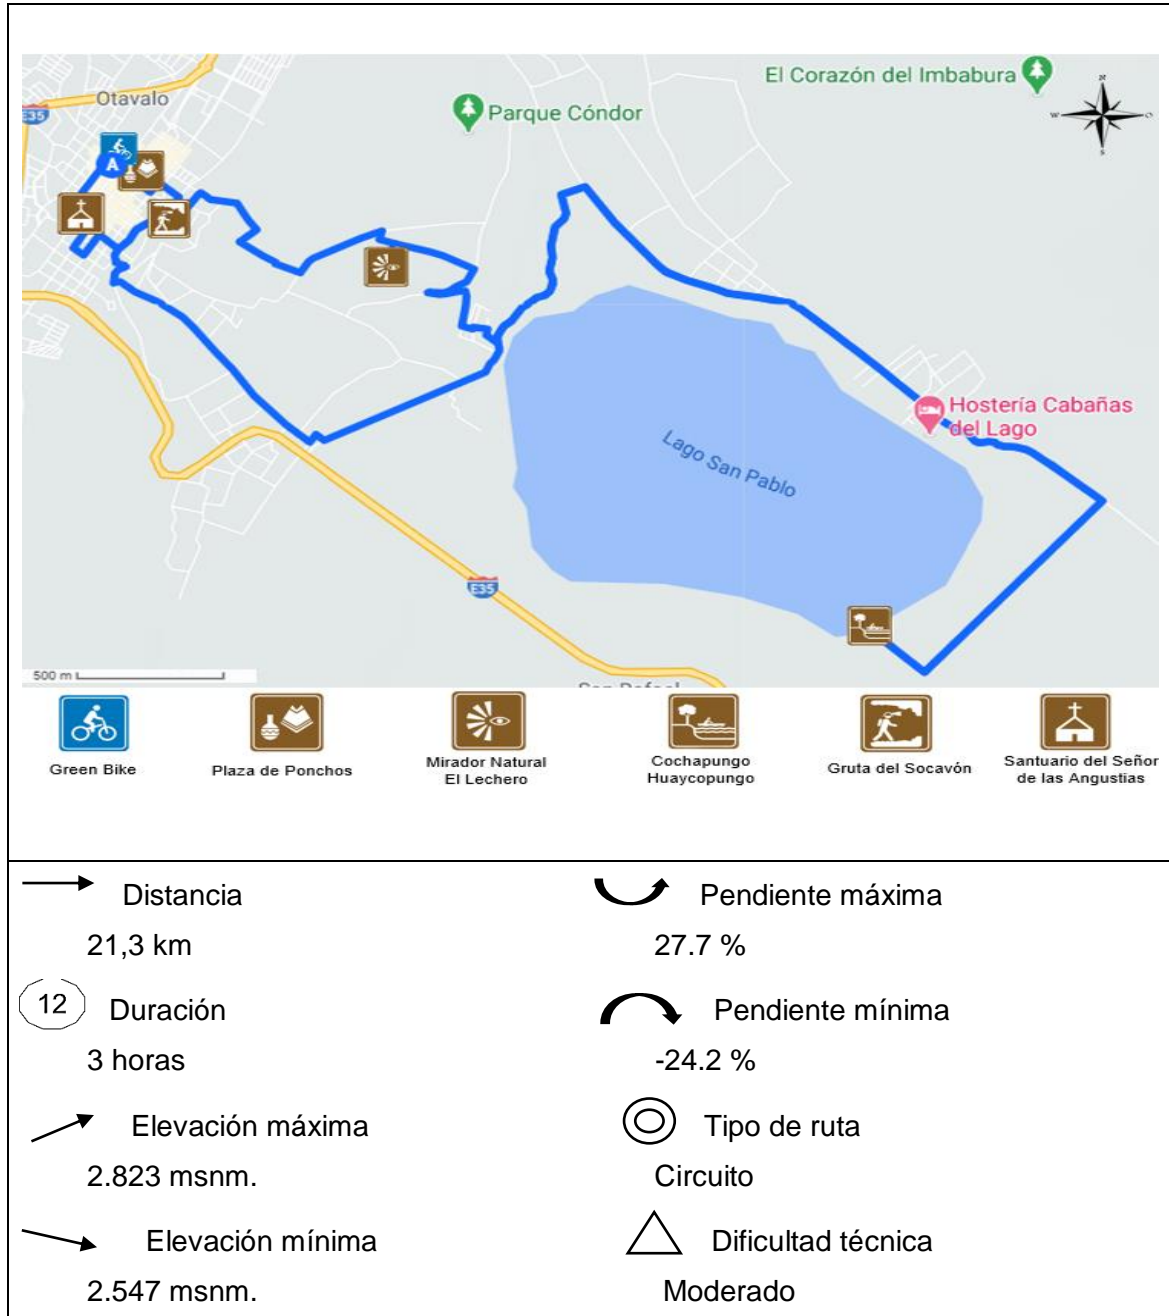 El Corazón del Imbabura
N
W
O
S
Otavalo
E35
Parque Cóndor
A
Hostería Cabañas
del Lago
Lago San Pablo
E35
500 m
Green Bike
Plaza de Ponchos
Mirador Natural
El Lechero
Cochapungo
Huaycopungo
Gruta del Socavón
Santuario del Señor
de las Angustias
Distancia
21,3 km
Pendiente máxima
27.7 %
12 Duración
3 horas
Pendiente mínima
-24.2 %
Elevación máxima
2.823 msnm.
Tipo de ruta
Circuito
Elevación mínima
2.547 msnm.
Dificultad técnica
Moderado